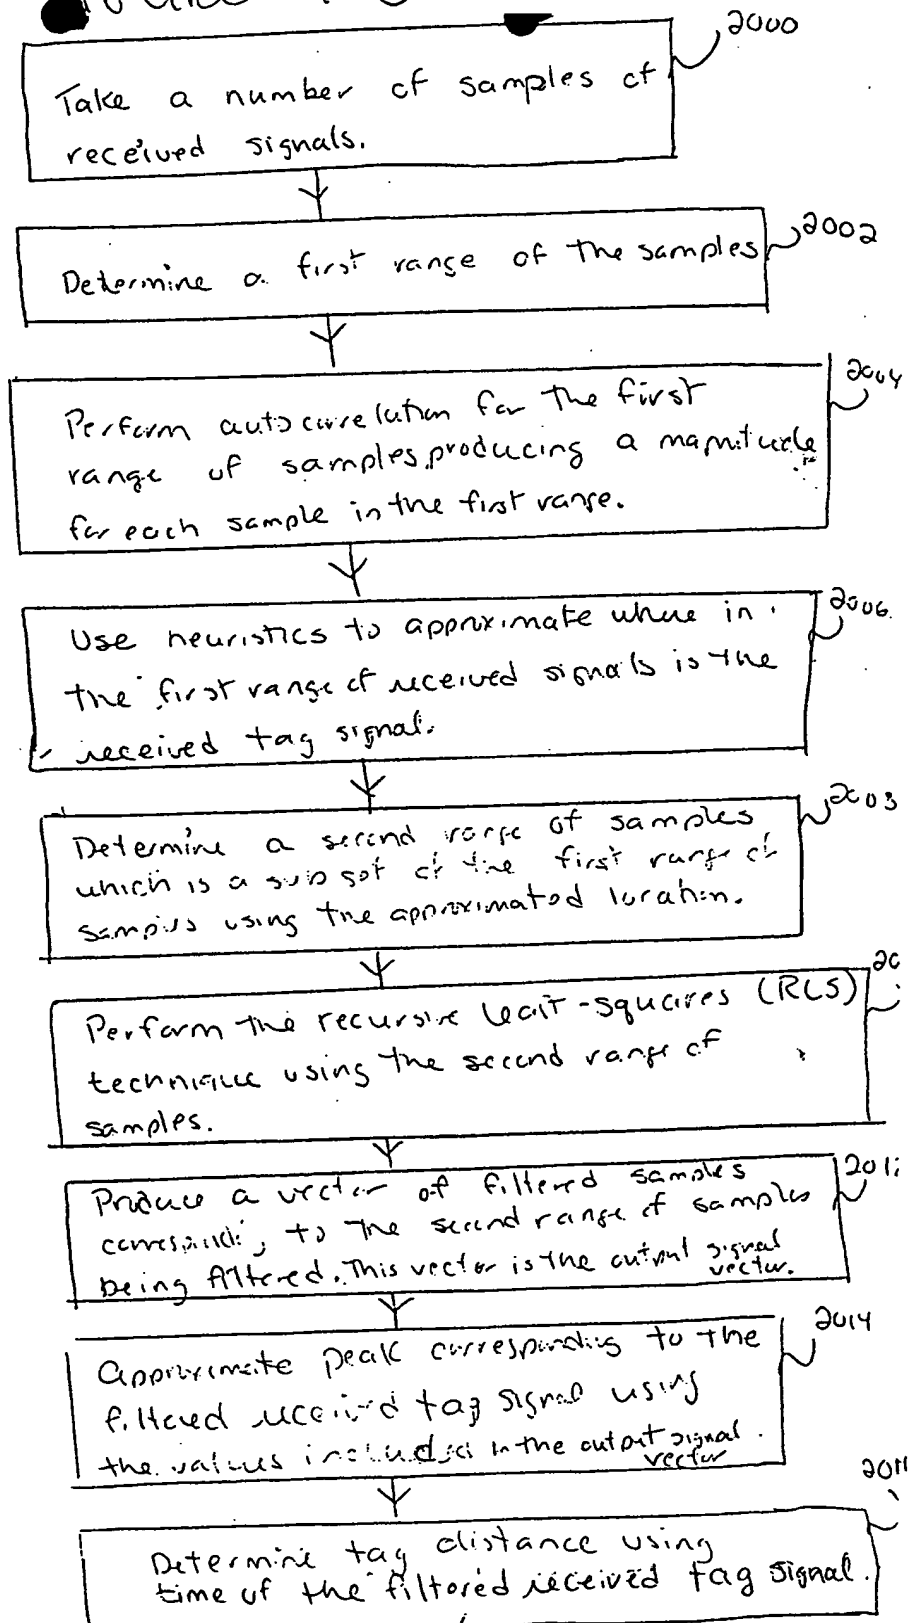 2000
Take a number of samples of
received signals.
2002
Determine a first range of the samples
2004
Perform autocorrelation for the first
range of samples producing a magnitude
for each sample in the first range.
2006
Use heuristics to approximate where in
the first range of received signals is the
received tag signal.
Determine a second range of samples
which is a subset of the first range of
samples using the approximated location.
20
Perform the recursive least-squares (RLS)
technique using the second range of
samples.
201
Produce a vector of filtered samples
corresponding to the second range of samples
being filtered. This vector is the output signal
vector.
2014
Approximate peak corresponding to the
filtered received tag signal using
the values included in the output signal
vector
201
Determine tag distance using
time of the filtered received tag signal.